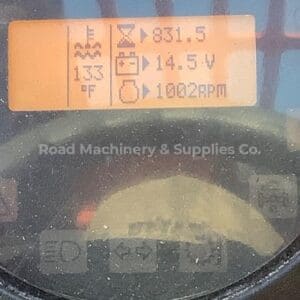 831.5
133
°F
14.5 V
1002RPM
Road Machinery & Supplies Co.